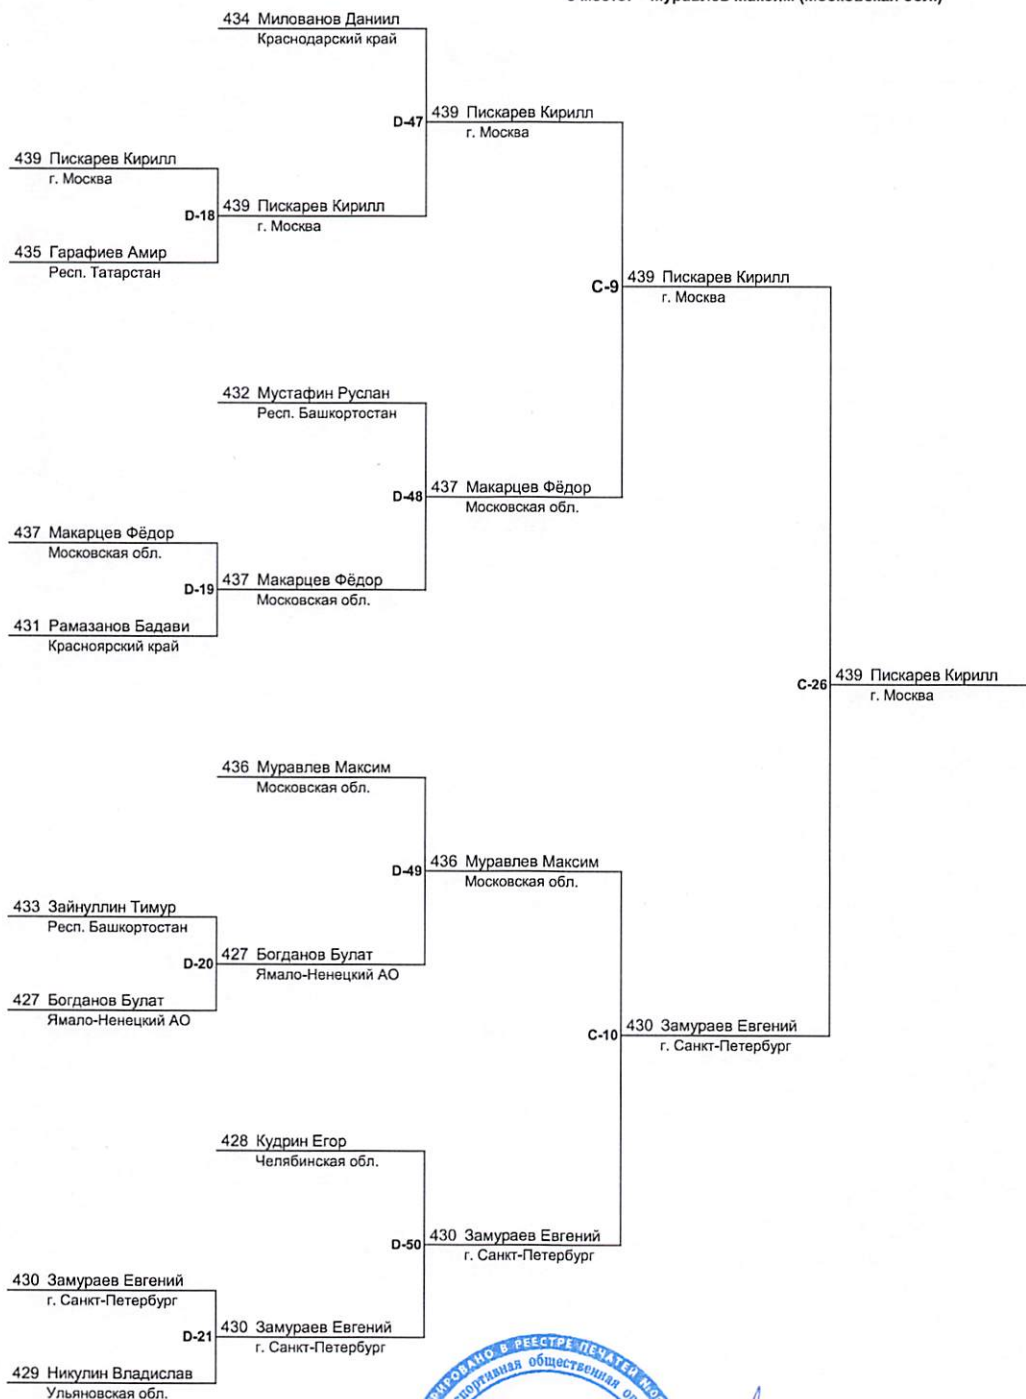 434 Милованов Даниил
Краснодарский край
D-47
439 Пискарев Кирилл
г. Москва
439 Пискарев Кирилл
г. Москва
D-18
439 Пискарев Кирилл
г. Москва
435 Гарафиев Амир
Респ. Татарстан
C-9
439 Пискарев Кирилл
г. Москва
432 Мустафин Руслан
Респ. Башкортостан
D-48
437 Макарцев Фёдор
Московская обл.
437 Макарцев Фёдор
Московская обл.
D-19
437 Макарцев Фёдор
Московская обл.
431 Рамазанов Бадави
Красноярский край
C-26
439 Пискарев Кирилл
г. Москва
436 Муравлев Максим
Московская обл.
D-49
436 Муравлев Максим
Московская обл.
433 Зайнуллин Тимур
Респ. Башкортостан
D-20
427 Богданов Булат
Ямало-Ненецкий АО
427 Богданов Булат
Ямало-Ненецкий АО
C-10
430 Замураев Евгений
г. Санкт-Петербург
428 Кудрин Егор
Челябинская обл.
D-50
430 Замураев Евгений
г. Санкт-Петербург
430 Замураев Евгений
г. Санкт-Петербург
D-21
430 Замураев Евгений
г. Санкт-Петербург
429 Никулин Владислав
Ульяновская обл.
В РЕЕСТРЕ ПЕЧАТЕЙ
общественная